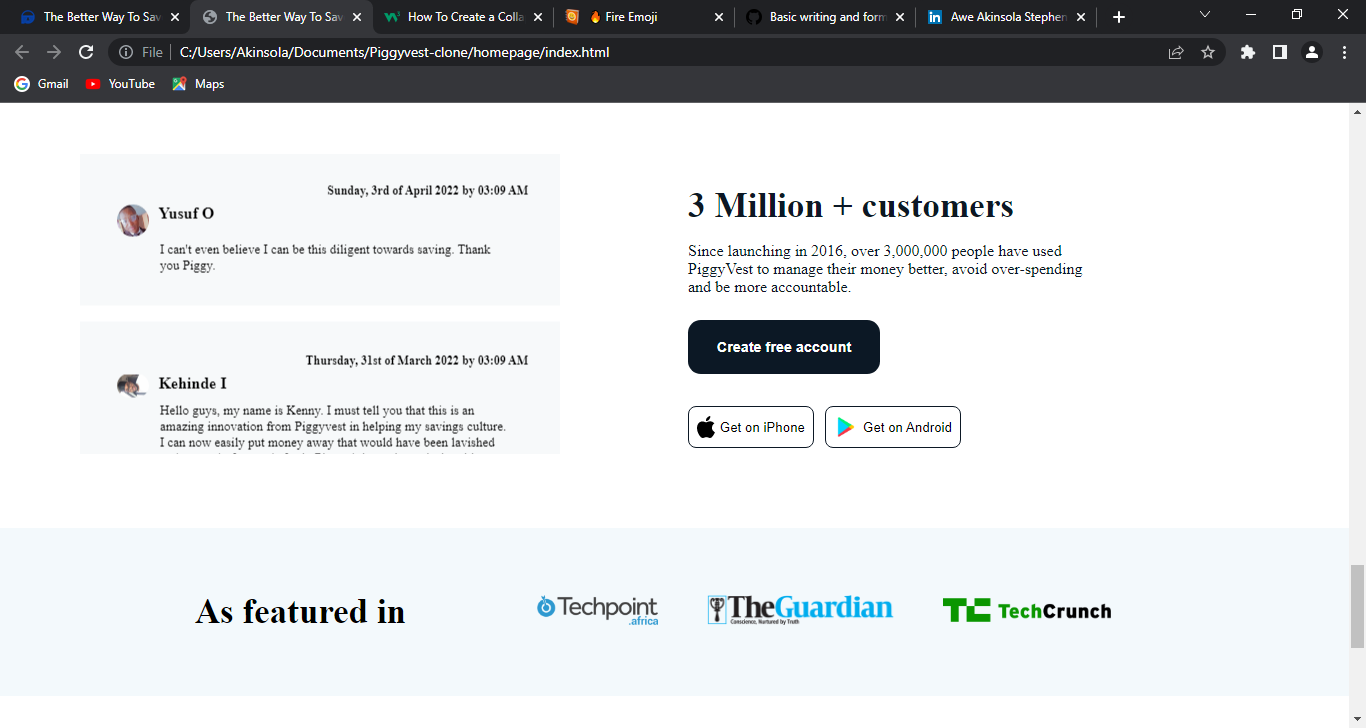 The Better Way To Sav
The Better Way To Sav
How To Create a Colla
🔥 Fire Emoji
Basic writing and form
Awe Akinsola Stephen
File
C:/Users/Akinsola/Documents/Piggyvest-clone/homepage/index.html
Gmail
YouTube
Maps
Sunday, 3rd of April 2022 by 03:09 AM
Yusuf O
I can't even believe I can be this diligent towards saving. Thank
you Piggy.
Thursday, 31st of March 2022 by 03:09 AM
Kehinde I
Hello guys, my name is Kenny. I must tell you that this is an
amazing innovation from Piggyvest in helping my savings culture.
I can now easily put money away that would have been lavished
3 Million + customers
Since launching in 2016, over 3,000,000 people have used
PiggyVest to manage their money better, avoid over-spending
and be more accountable.
Create free account
Get on iPhone
Get on Android
As featured in
Techpoint
.africa
TheGuardian
Conscience, Nurtured by Truth
TC TechCrunch